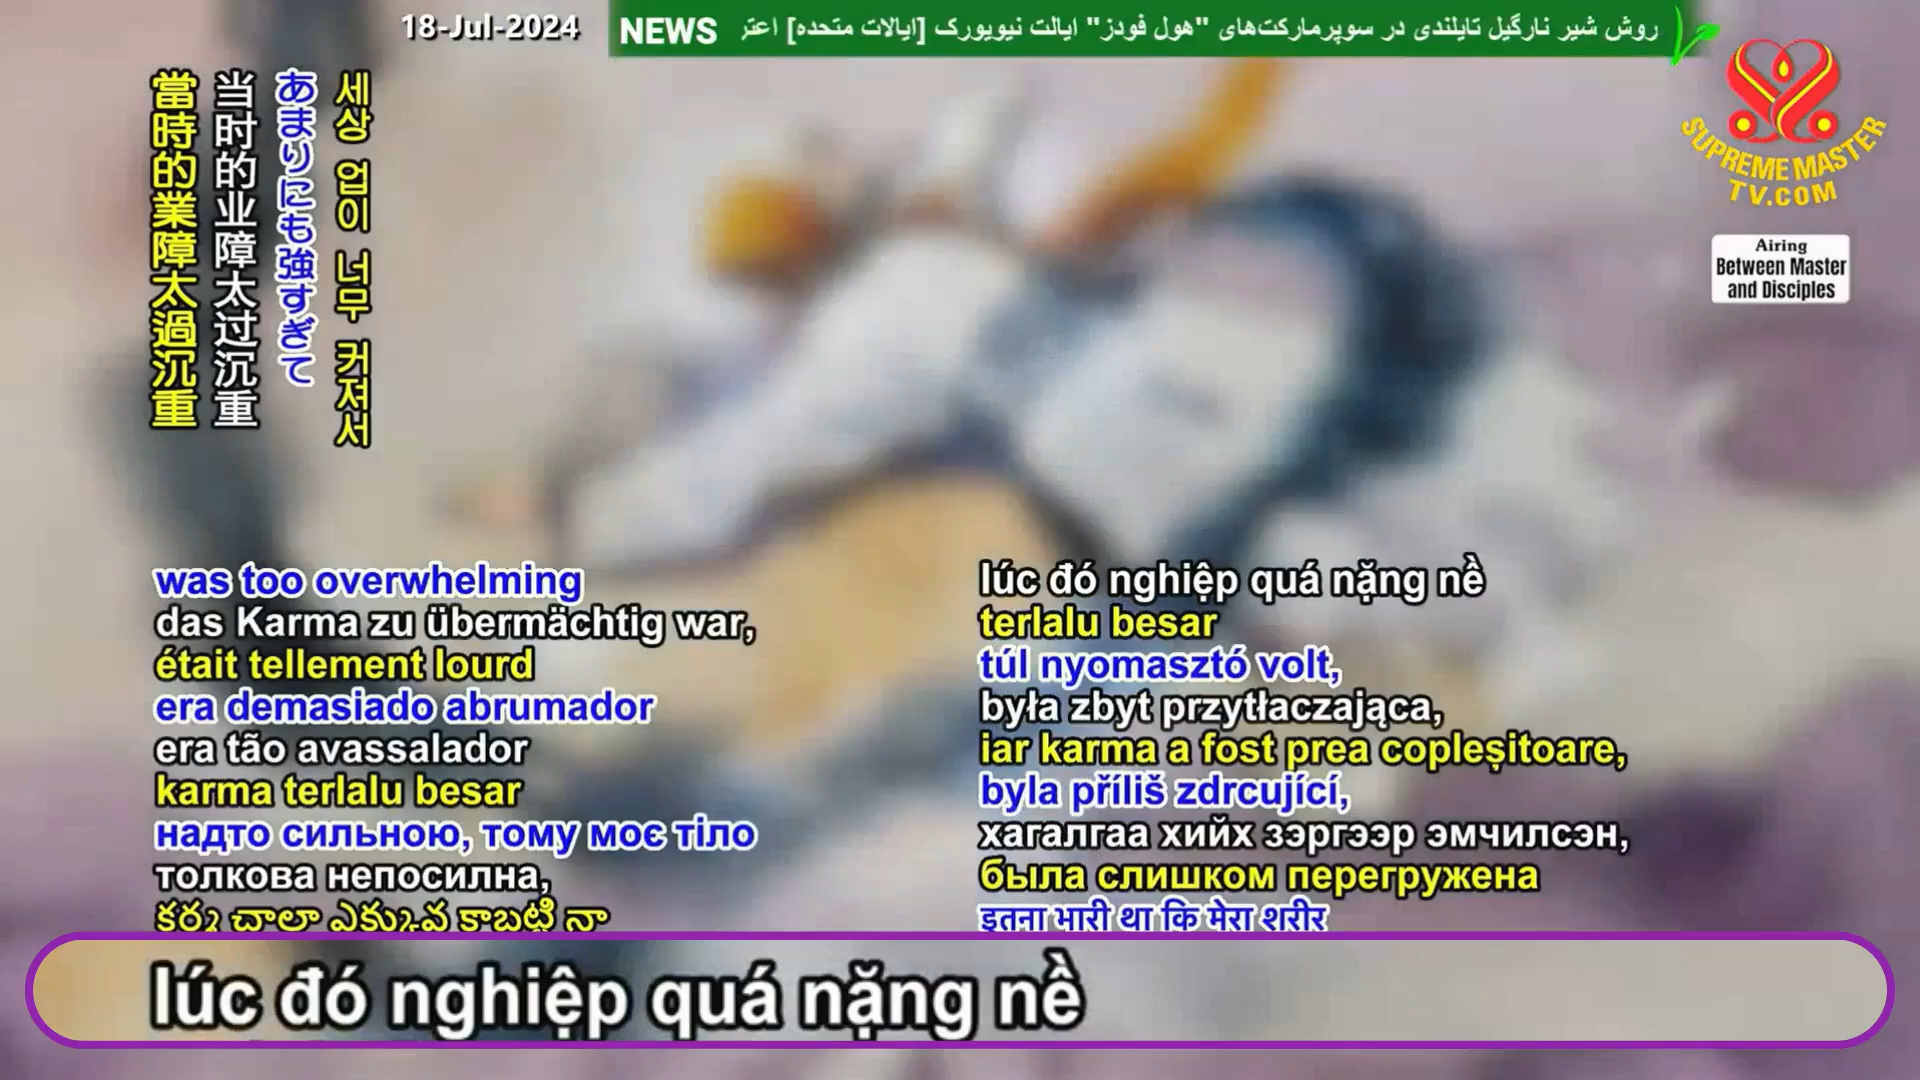 18-Jul-2024
NEWS
روش شیر نارگیل تایلندی در سوپرمارکت‌های "هول فودز" ایالت نیویورک [ایالات متحده] اعتر
SUPREME MASTER
TV.COM
Airing
Between Master
and Disciples
세상 업이 너무 커져서
あまりにも強すぎて
当时的业障太过沉重
當時的業障太過沉重
was too overwhelming
das Karma zu übermächtig war,
était tellement lourd
era demasiado abrumador
era tão avassalador
karma terlalu besar
надто сильною, тому моє тіло
толкова непосилна,
కర్మ చాలా ఎక్కువ కాబట్టి నా
lúc đó nghiệp quá nặng nề
terlalu besar
túl nyomasztó volt,
była zbyt przytłaczająca,
iar karma a fost prea copleșitoare,
byla příliš zdrcující,
хагалгаа хийх зэргээр эмчилсэн,
была слишком перегружена
इतना भारी था कि मेरा शरीर
lúc đó nghiệp quá nặng nề